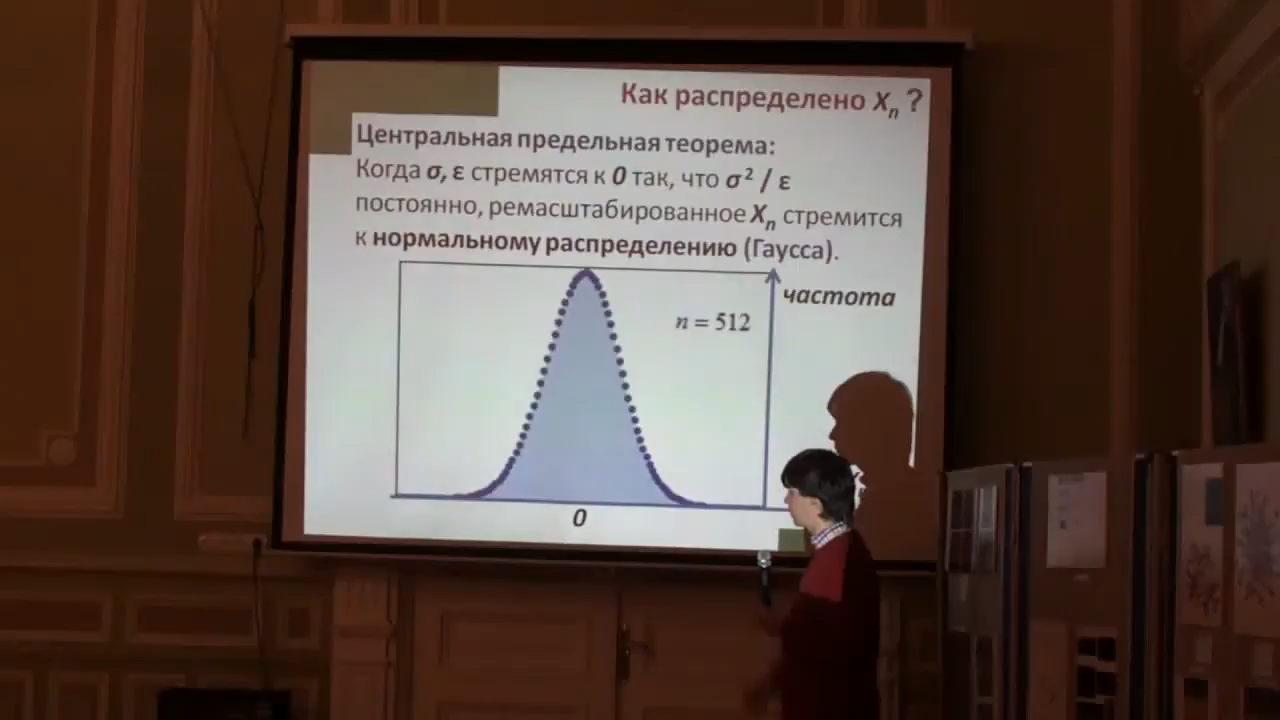 Как распределено Xₙ ?
Центральная предельная теорема:
Когда σ, ε стремятся к 0 так, что σ² / ε
постоянно, ремасштабированное Xₙ стремится
к нормальному распределению (Гаусса).
частота
n = 512
0